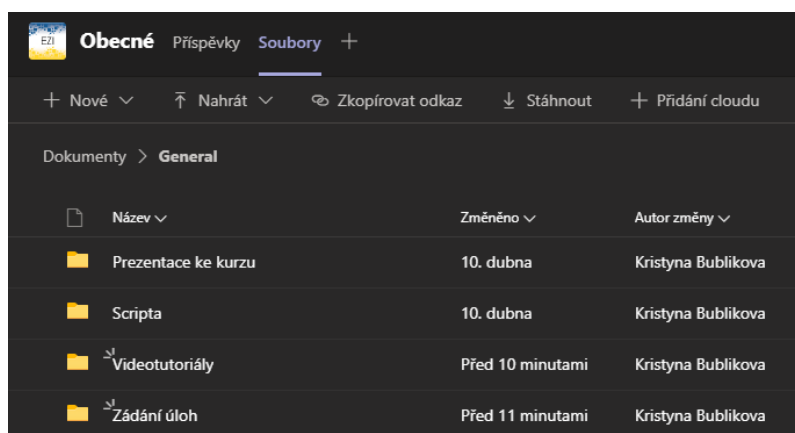 EZI Obecné Příspěvky Soubory
Nové Nahrát Zkopírovat odkaz Stáhnout Přidání cloudu
Dokumenty > General
Název Změněno Autor změny
Prezentace ke kurzu 10. dubna Kristyna Bublikova
Scripta 10. dubna Kristyna Bublikova
Videotutoriály Před 10 minutami Kristyna Bublikova
Zádání úloh Před 11 minutami Kristyna Bublikova